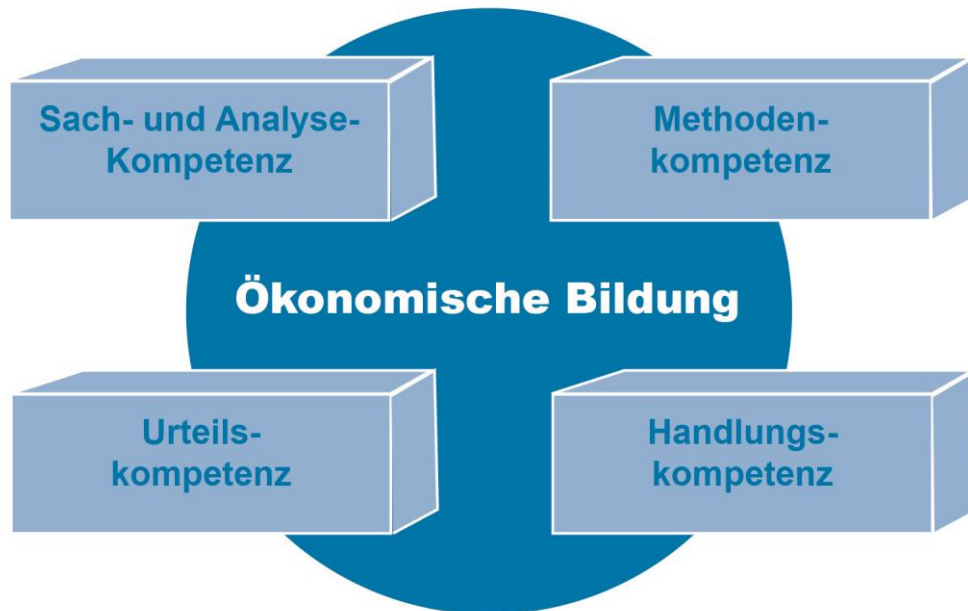 Sach- und Analyse-
Kompetenz
Methoden-
kompetenz
Ökonomische Bildung
Urteils-
kompetenz
Handlungs-
kompetenz